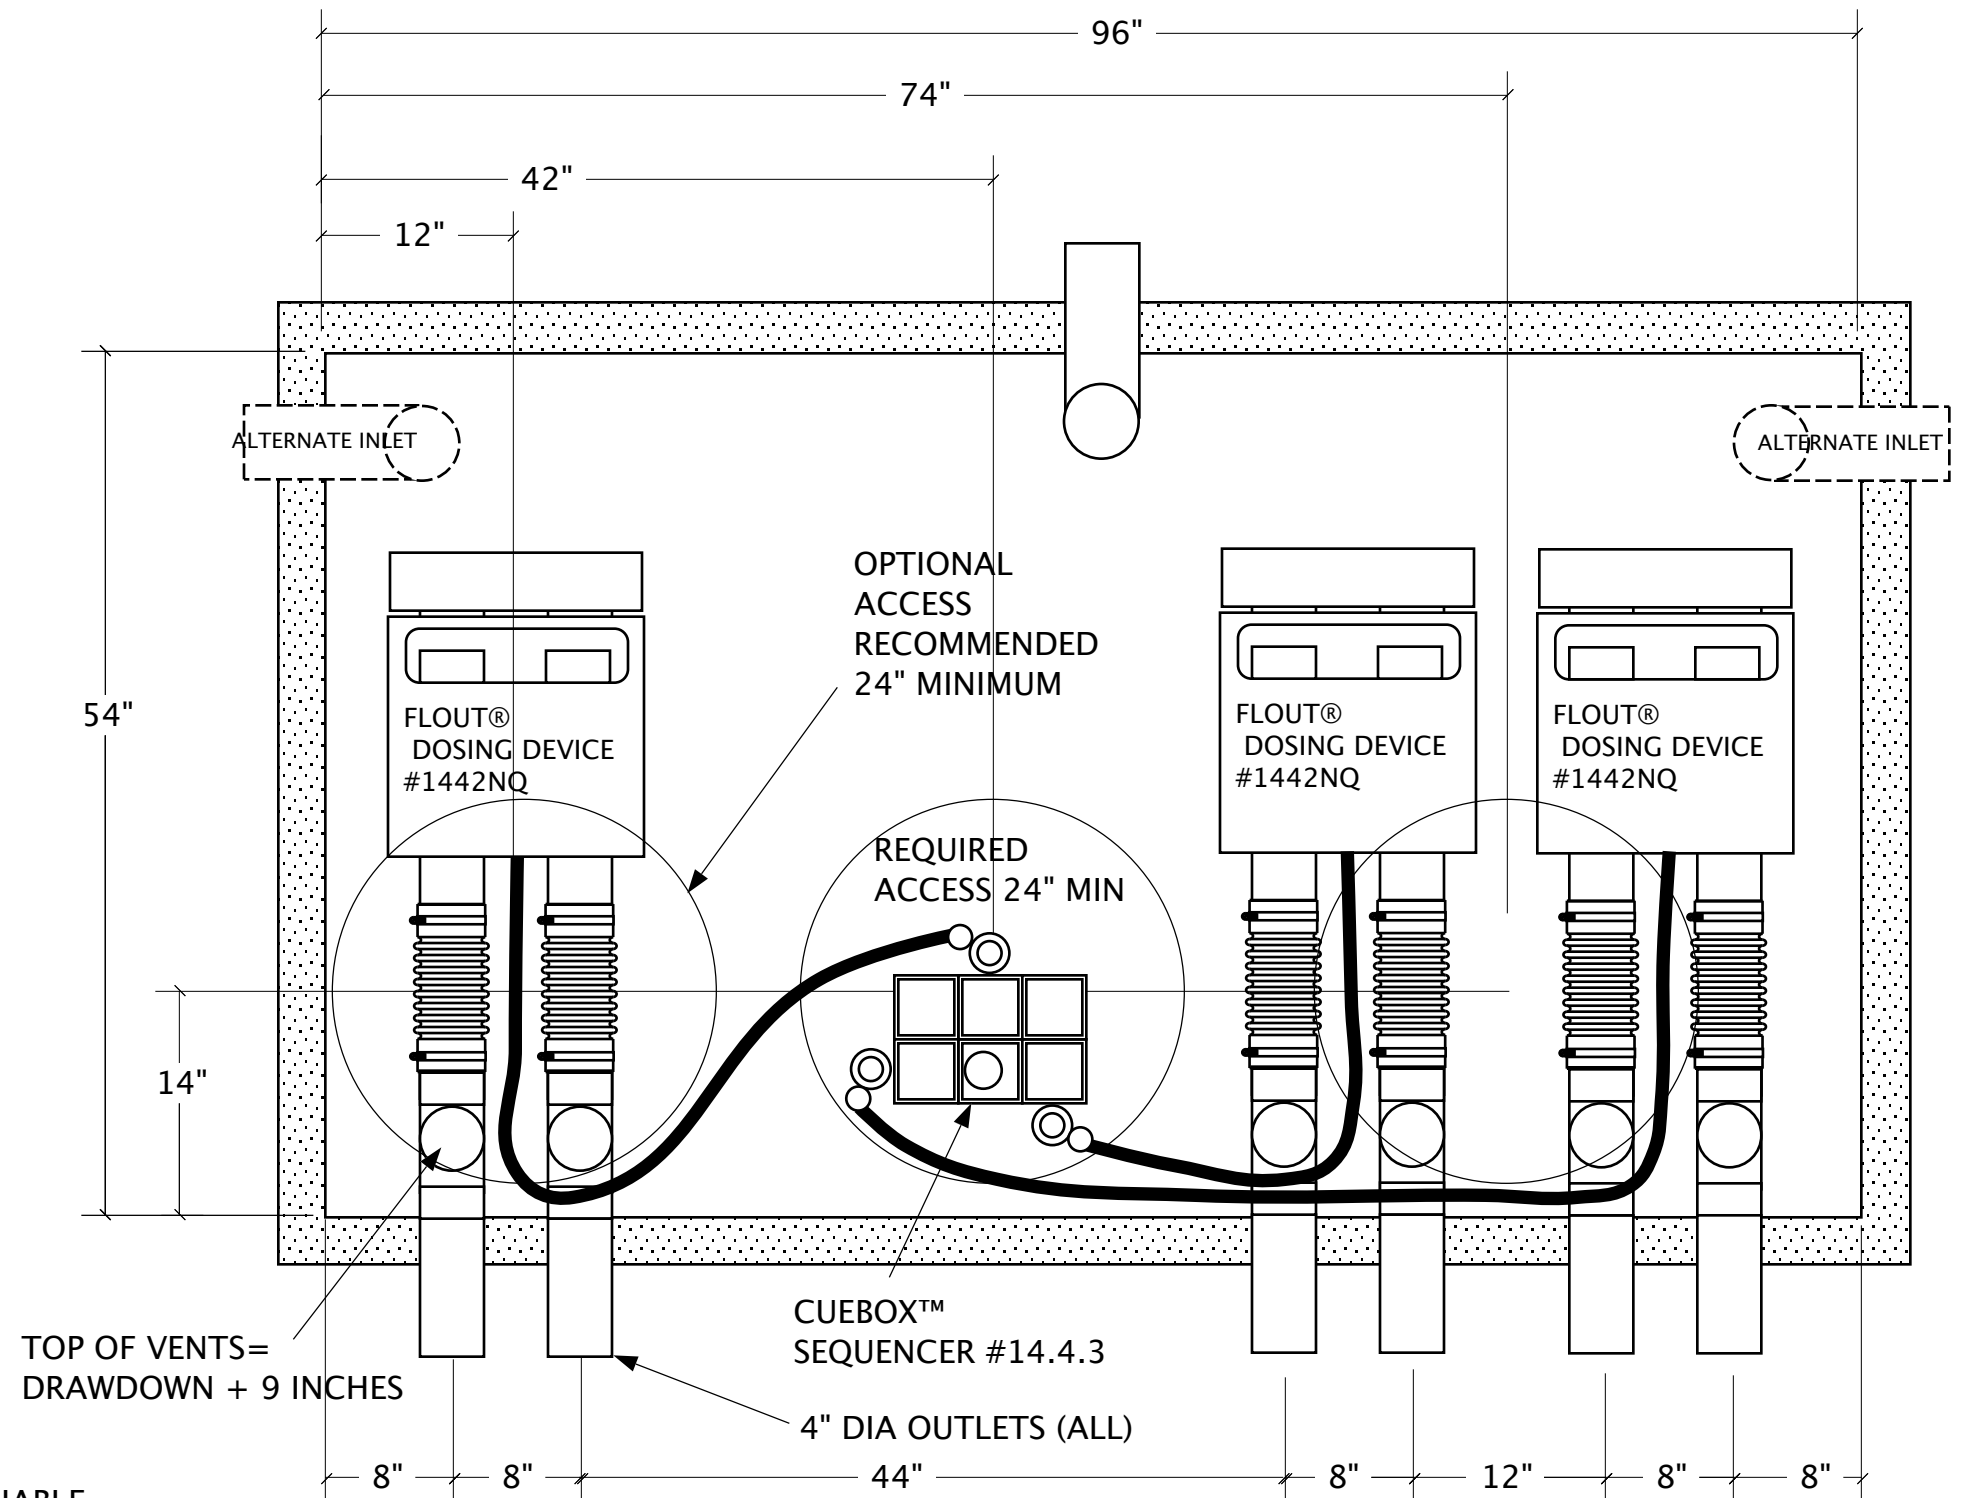 96"
74"
42"
12"
ALTERNATE INLET
ALTERNATE INLET
OPTIONAL
ACCESS
RECOMMENDED
24" MINIMUM
54"
FLOUT®
DOSING DEVICE
#1442NQ
FLOUT®
DOSING DEVICE
#1442NQ
FLOUT®
DOSING DEVICE
#1442NQ
REQUIRED
ACCESS 24" MIN
14"
CUEBOX™
SEQUENCER #14.4.3
TOP OF VENTS=
DRAWDOWN + 9 INCHES
4" DIA OUTLETS (ALL)
8"
8"
44"
8"
12"
8"
8"